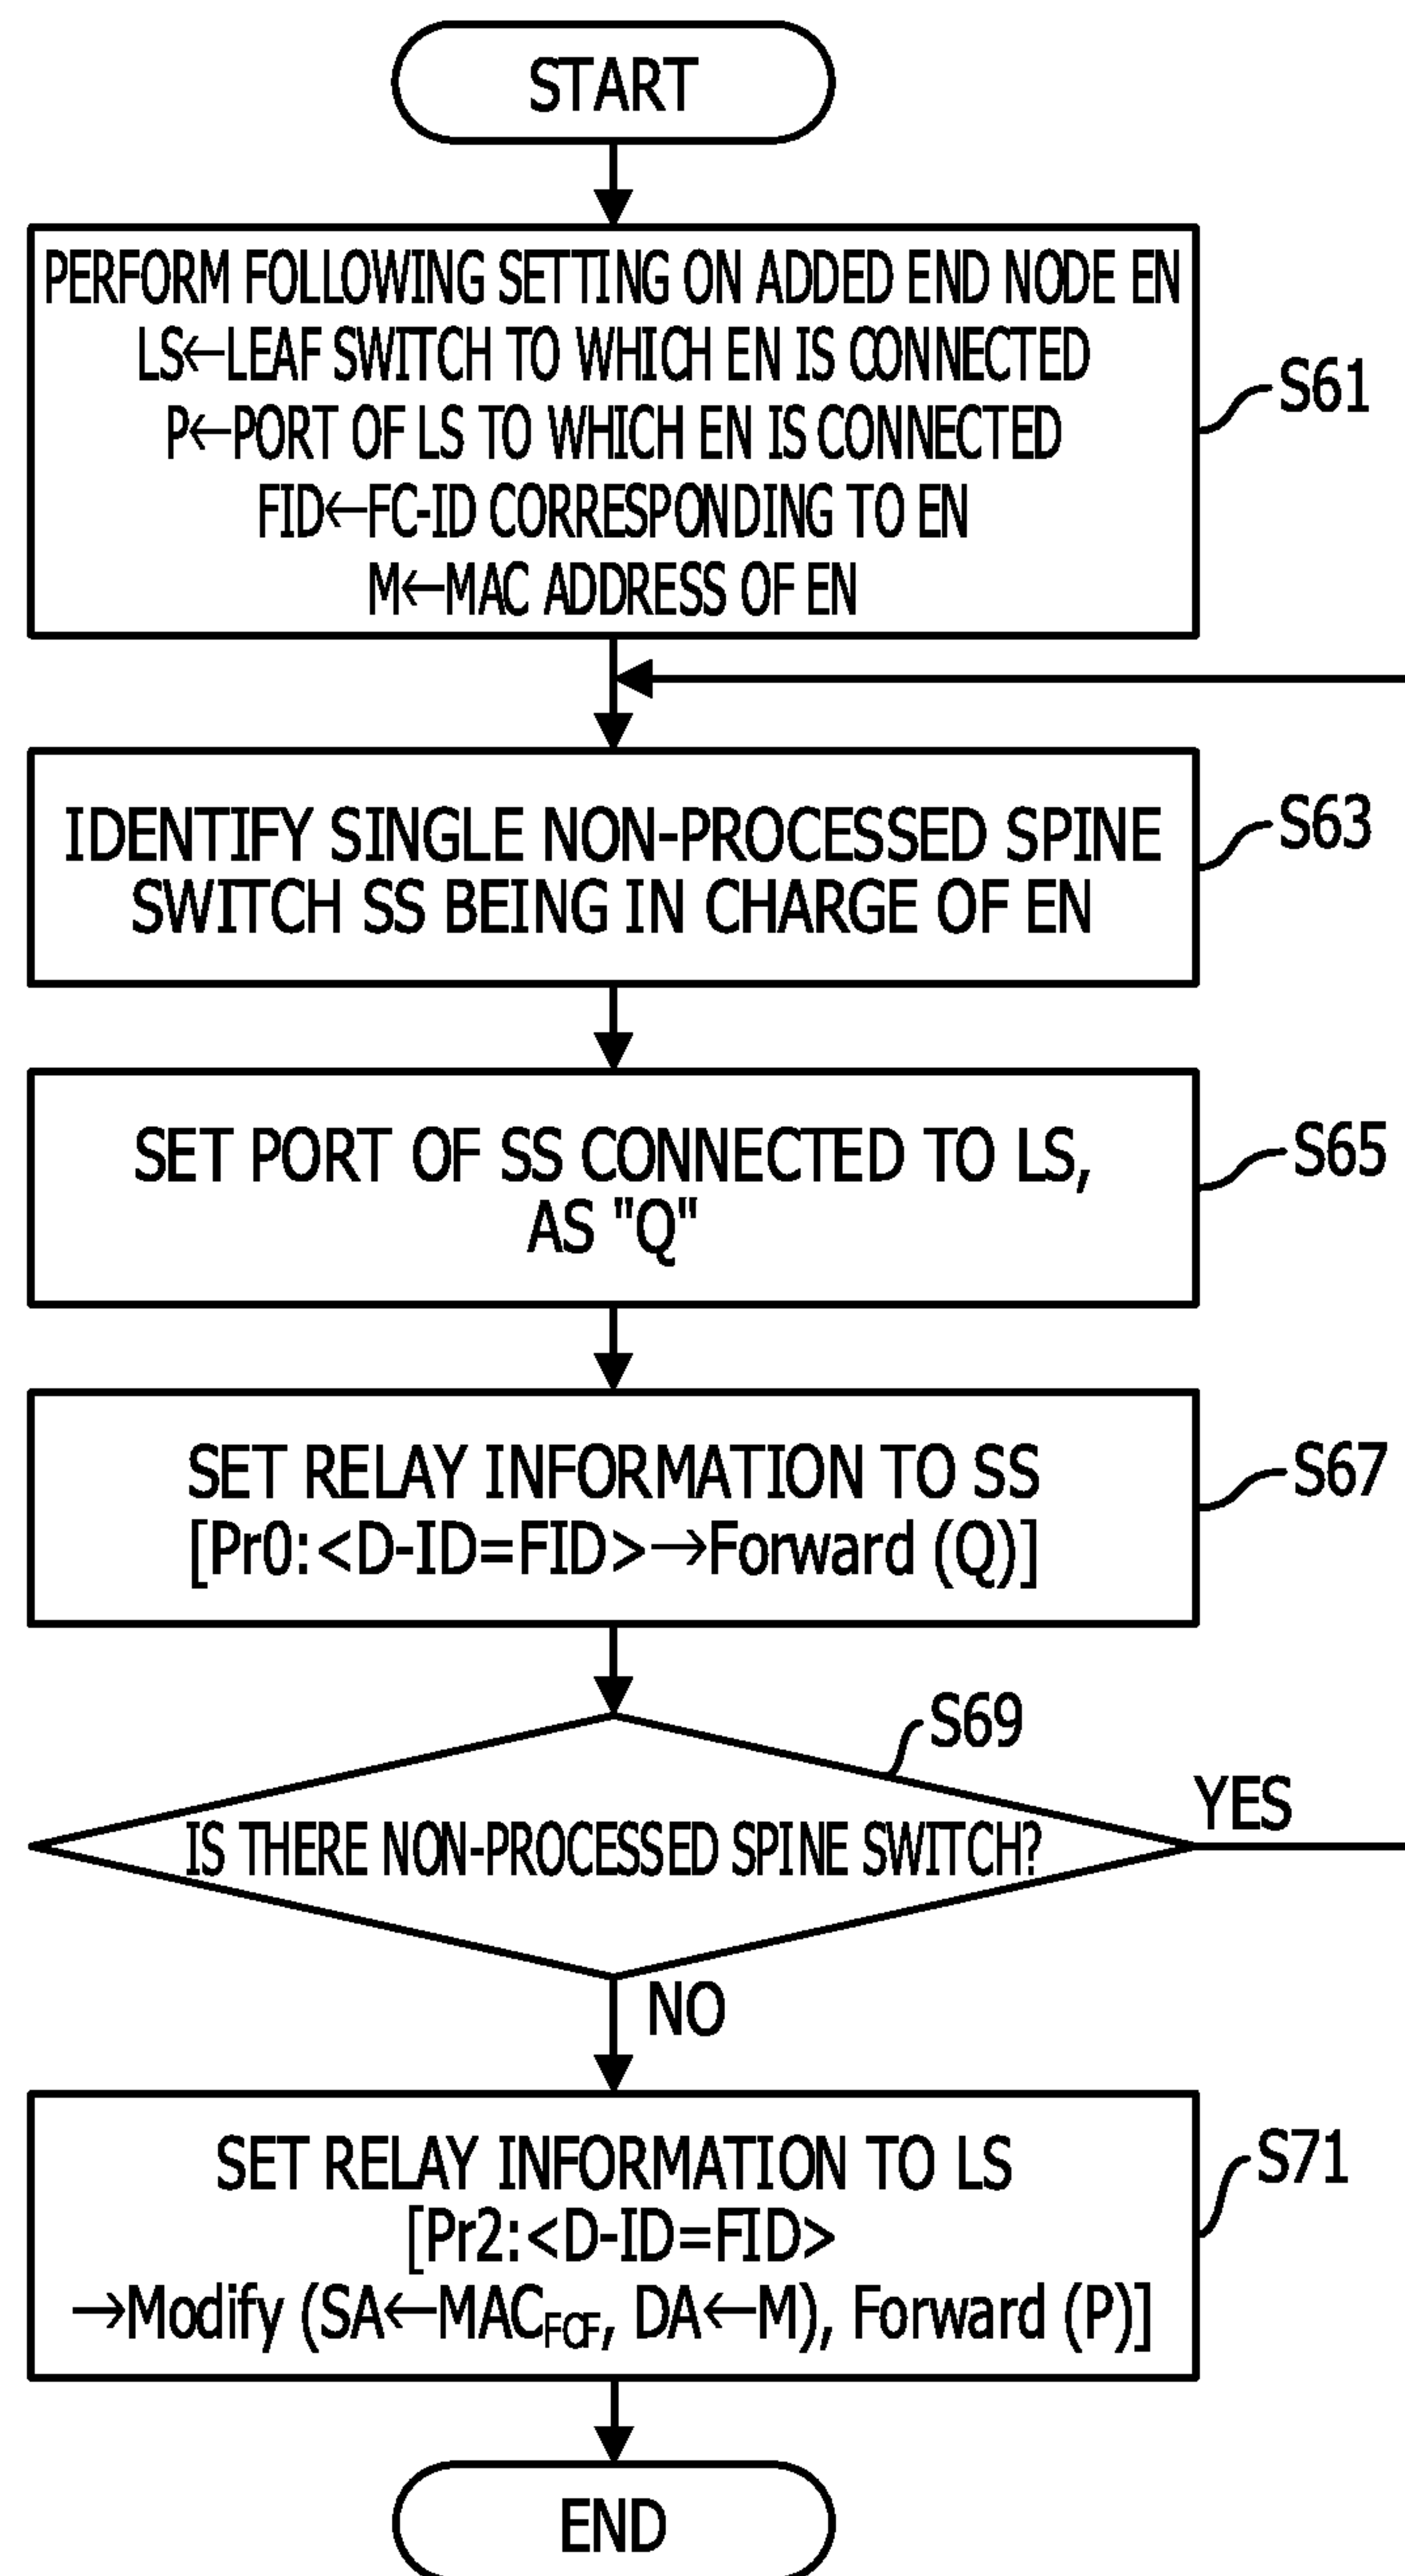 START
PERFORM FOLLOWING SETTING ON ADDED END NODE EN
LS←LEAF SWITCH TO WHICH EN IS CONNECTED
P←PORT OF LS TO WHICH EN IS CONNECTED
FID←FC-ID CORRESPONDING TO EN
M←MAC ADDRESS OF EN
S61
IDENTIFY SINGLE NON-PROCESSED SPINE
SWITCH SS BEING IN CHARGE OF EN
S63
SET PORT OF SS CONNECTED TO LS,
AS "Q"
S65
SET RELAY INFORMATION TO SS
[Pr0:<D-ID=FID>→Forward (Q)]
S67
S69
IS THERE NON-PROCESSED SPINE SWITCH?
YES
NO
SET RELAY INFORMATION TO LS
[Pr2:<D-ID=FID>
→Modify (SA←MAC_FCF, DA←M), Forward (P)]
S71
END